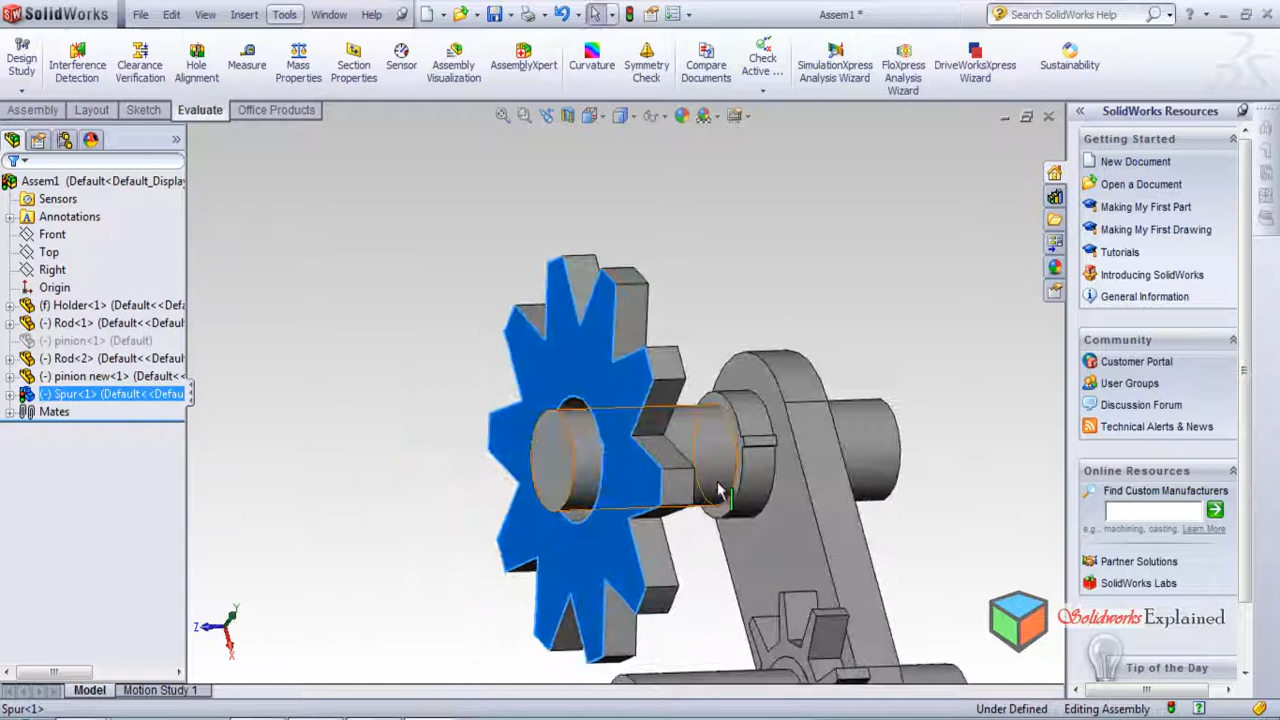 SolidWorks
File Edit View Insert Tools Window Help
Assem1 *
Search SolidWorks Help
Design Study
Interference Detection
Clearance Verification
Hole Alignment
Measure
Mass Properties
Section Properties
Sensor
Assembly Visualization
AssemblyXpert
Curvature
Symmetry Check
Compare Documents
Check Active ...
SimulationXpress Analysis Wizard
FloXpress Analysis Wizard
DriveWorksXpress Wizard
Sustainability
Assembly Sketch Evaluate Office Products
Assem1 (Default<Default_Display
Sensors
Annotations
Front
Top
Right
Origin
(f) Holder<1> (Default<<Defau
(-) Rod<1> (Default<<Default
(-) pinion<1> (Default)
(-) Rod<2> (Default<<Default
(-) pinion new<1> (Default<<
(-) Spur<1> (Default<<Defau
Mates
SolidWorks Resources
Getting Started
New Document
Open a Document
Making My First Part
Making My First Drawing
Tutorials
Introducing SolidWorks
General Information
Community
Customer Portal
User Groups
Discussion Forum
Technical Alerts & News
Online Resources
Find Custom Manufacturers
e.g., machining, casting. Learn More
Partner Solutions
SolidWorks Labs
Solidworks Explained
Tip of the Day
Z
Y
X
Model Motion Study 1
Spur<1>
Under Defined Editing Assembly